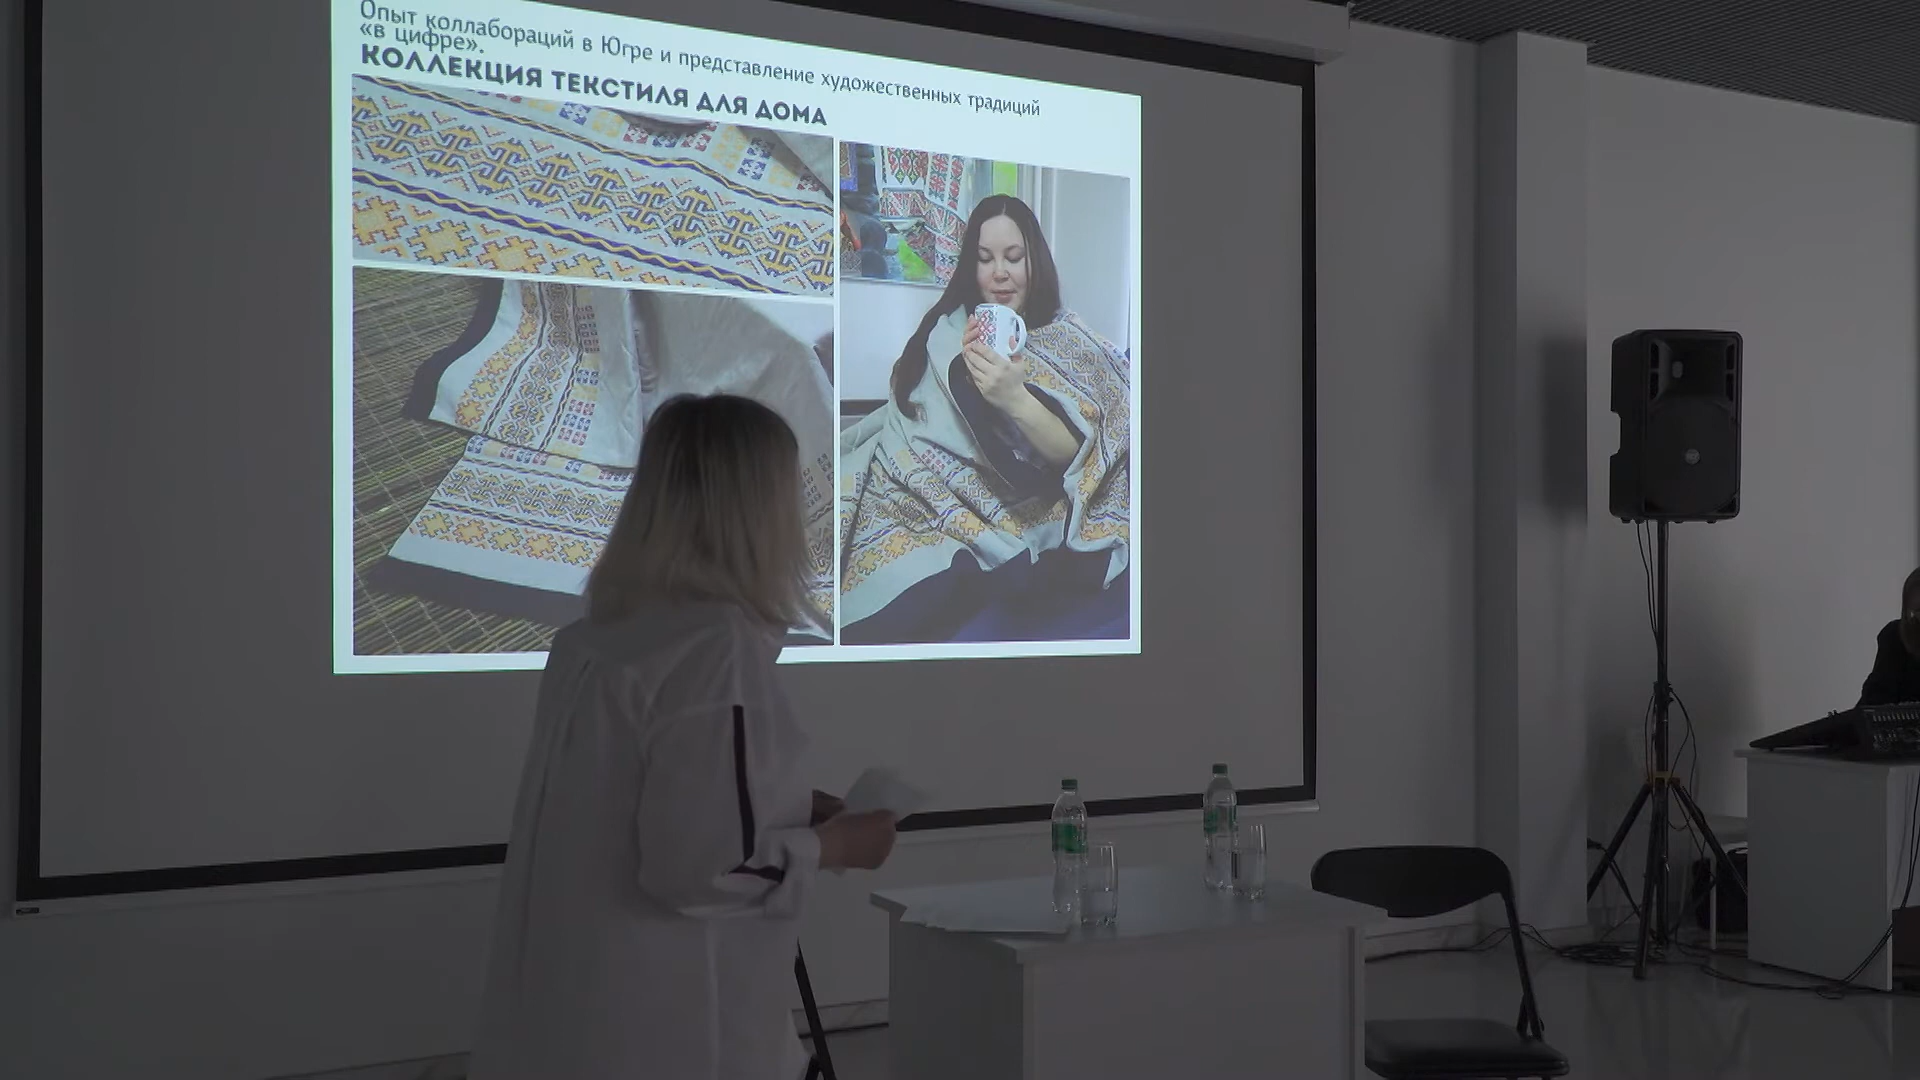 Опыт коллабораций в Югре и представление художественных традиций
«в цифре».
КОЛЛЕКЦИЯ ТЕКСТИЛЯ ДЛЯ ДОМА